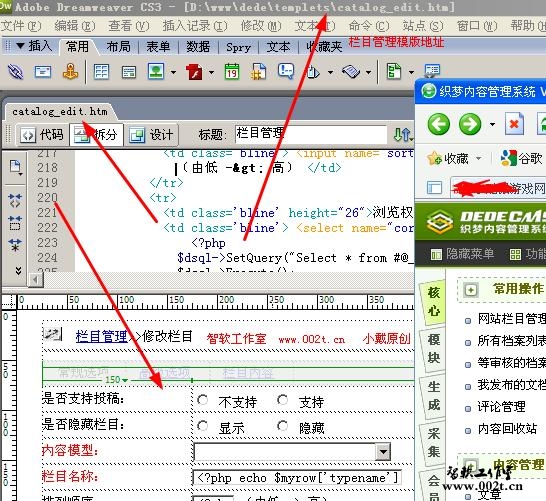 Adobe Dreamweaver CS3 - [D:\www\dede\templets\catalog_edit.htm]
文件(F) 编辑(E) 查看(V) 插入记录(I) 修改(M) 文本(T) 命令(C) 站点(S) 窗口(W) 帮助(H)
栏目管理模版地址
插入 常用 布局 表单 数据 Spry 文本 收藏夹
catalog_edit.htm
代码 拆分 设计 标题: 栏目管理
217 <td class='bline'> <input name="sort
218 （由低 -&gt; 高） </td>
219 </tr>
220 <tr>
221 <td class='bline' height="26">浏览权
222 <td class='bline'> <select name="cor
223 <?php
224 $dsql->SetQuery("Select * from #@_
225 $dsql->Execute();
0 50 100 150 200 250 300 350
栏目管理>>修改栏目 智软工作室 www.002t.cn 小戴原创
常规选项 高级选项 栏目内容
150
是否支持投稿: 不支持 支持
是否隐藏栏目: 显示 隐藏
内容模型:
栏目名称: <?php echo $myrow['typename']
排列顺序: （由低 -> 高）
织梦内容管理系统 V
收藏 谷歌
游戏网
DEDECMS
织梦内容管理系统
隐藏菜单 功能
核心
模块
生成
采集
会员
常用操作
网站栏目管理
所有档案列表
等审核的档案
我发布的文档
评论管理
内容回收站
内容管理
文章
智软工作室
www.002t.cn